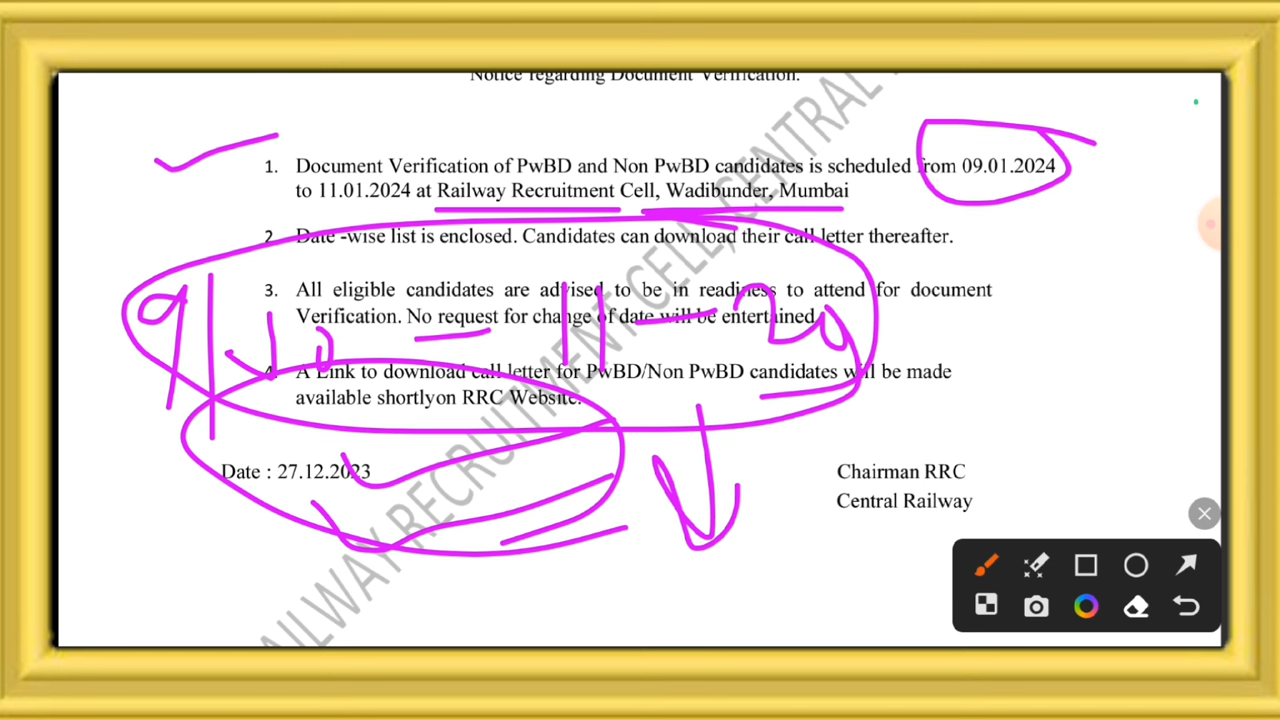 Notice regarding Document Verification.
1. Document Verification of PwBD and Non PwBD candidates is scheduled from 09.01.2024
to 11.01.2024 at Railway Recruitment Cell, Wadibunder, Mumbai
2. Date -wise list is enclosed. Candidates can download their call letter thereafter.
3. All eligible candidates are advised to be in readiness to attend for document
Verification. No request for change of date will be entertained.
4. A Link to download call letter for PwBD/Non PwBD candidates will be made
available shortlyon RRC Website.
Date : 27.12.2023
Chairman RRC
Central Railway
RAILWAY RECRUITMENT CELL, CENTRAL